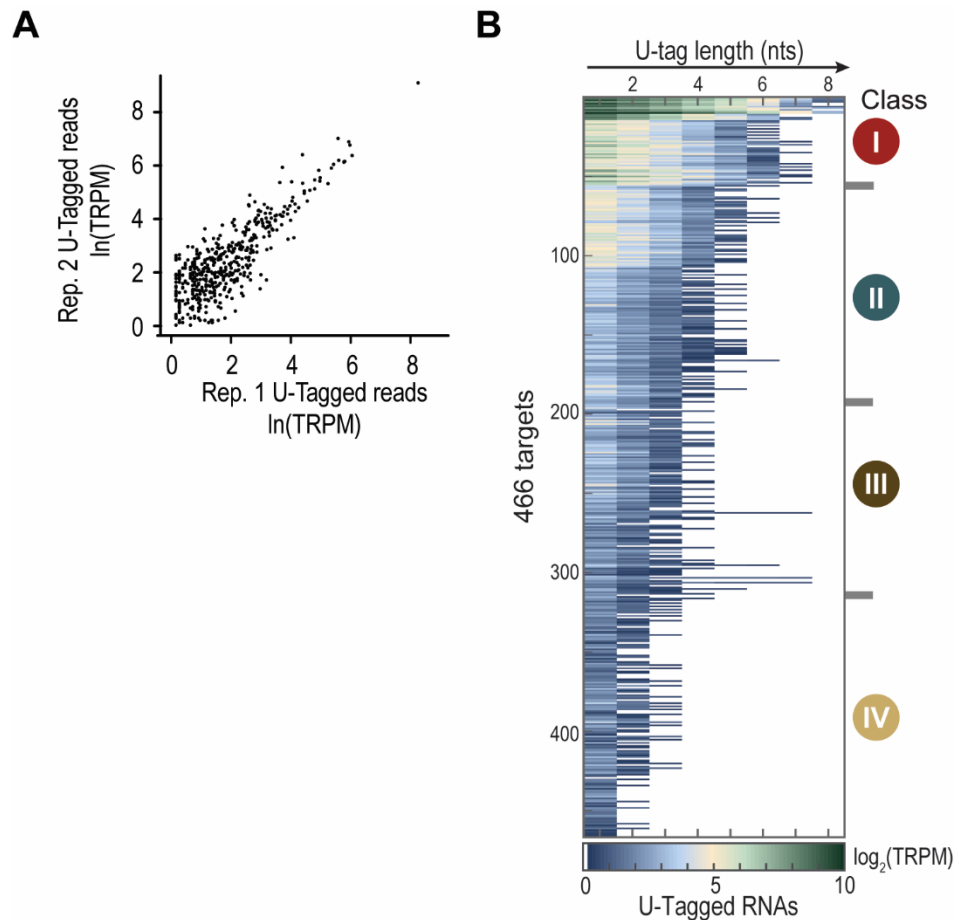 A
Rep. 2 U-Tagged reads
ln(TRPM)
8
6
4
2
0
0 2 4 6 8
Rep. 1 U-Tagged reads
ln(TRPM)
B
U-tag length (nts)
2 4 6 8
Class
I
II
III
IV
466 targets
100
200
300
400
0 5 10
log2(TRPM)
U-Tagged RNAs